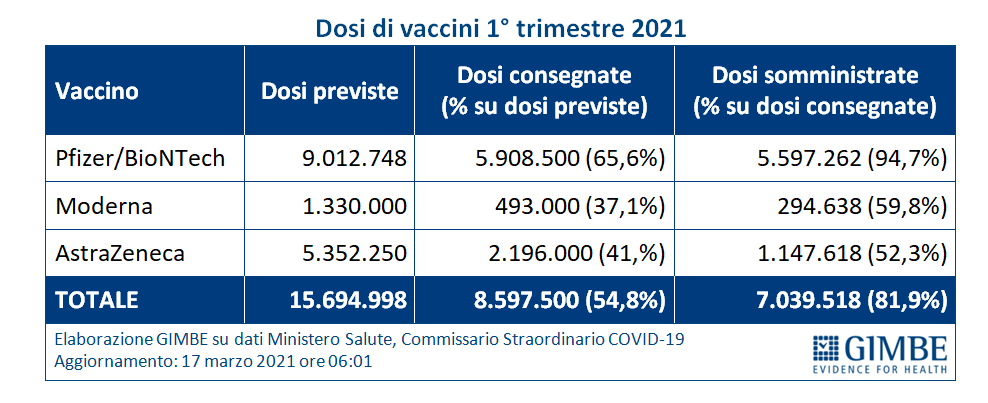 Dosi di vaccini 1° trimestre 2021
Vaccino Dosi previste Dosi consegnate (% su dosi previste) Dosi somministrate (% su dosi consegnate)
Pfizer/BioNTech 9.012.748 5.908.500 (65,6%) 5.597.262 (94,7%)
Moderna 1.330.000 493.000 (37,1%) 294.638 (59,8%)
AstraZeneca 5.352.250 2.196.000 (41,%) 1.147.618 (52,3%)
TOTALE 15.694.998 8.597.500 (54,8%) 7.039.518 (81,9%)
Elaborazione GIMBE su dati Ministero Salute, Commissario Straordinario COVID-19
Aggiornamento: 17 marzo 2021 ore 06:01
GIMBE
EVIDENCE FOR HEALTH